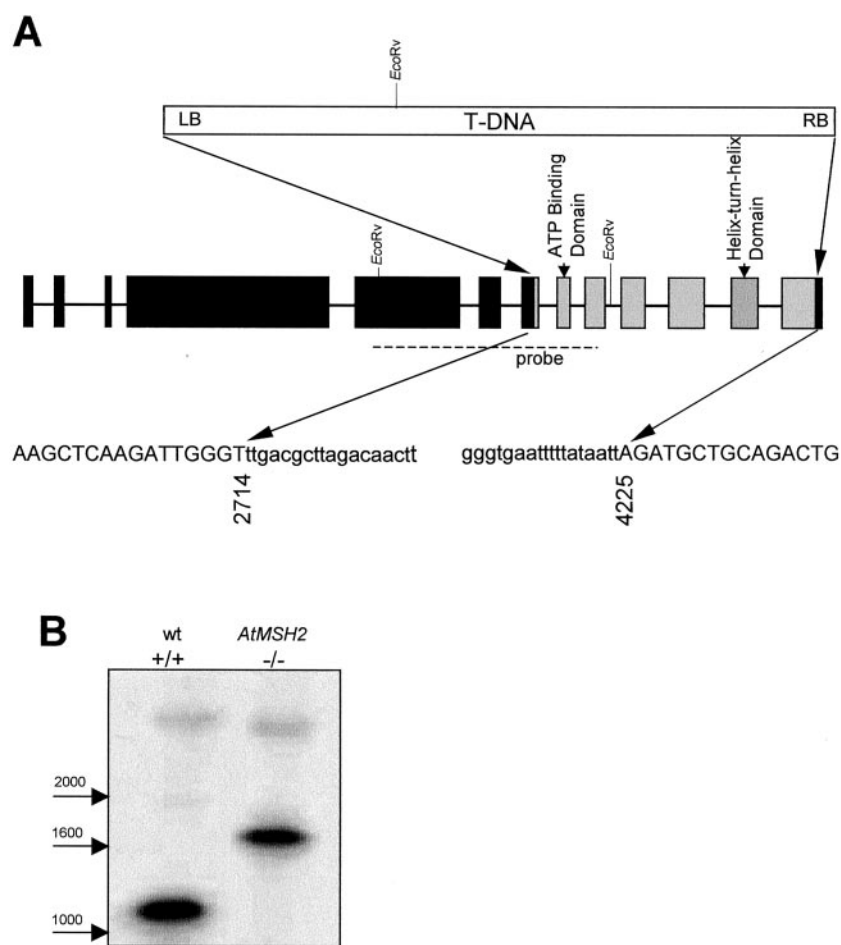 A
EcoRv
LB T-DNA RB
EcoRv
ATP Binding
Domain
EcoRv
Helix-turn-helix
Domain
probe
AAGCTCAAGATTGGGTttgacgcttagacaactt
2714
gggtgaatttttataattAGATGCTGCAGACTG
4225
B
wt
+/+
AtMSH2
-/-
2000
1600
1000